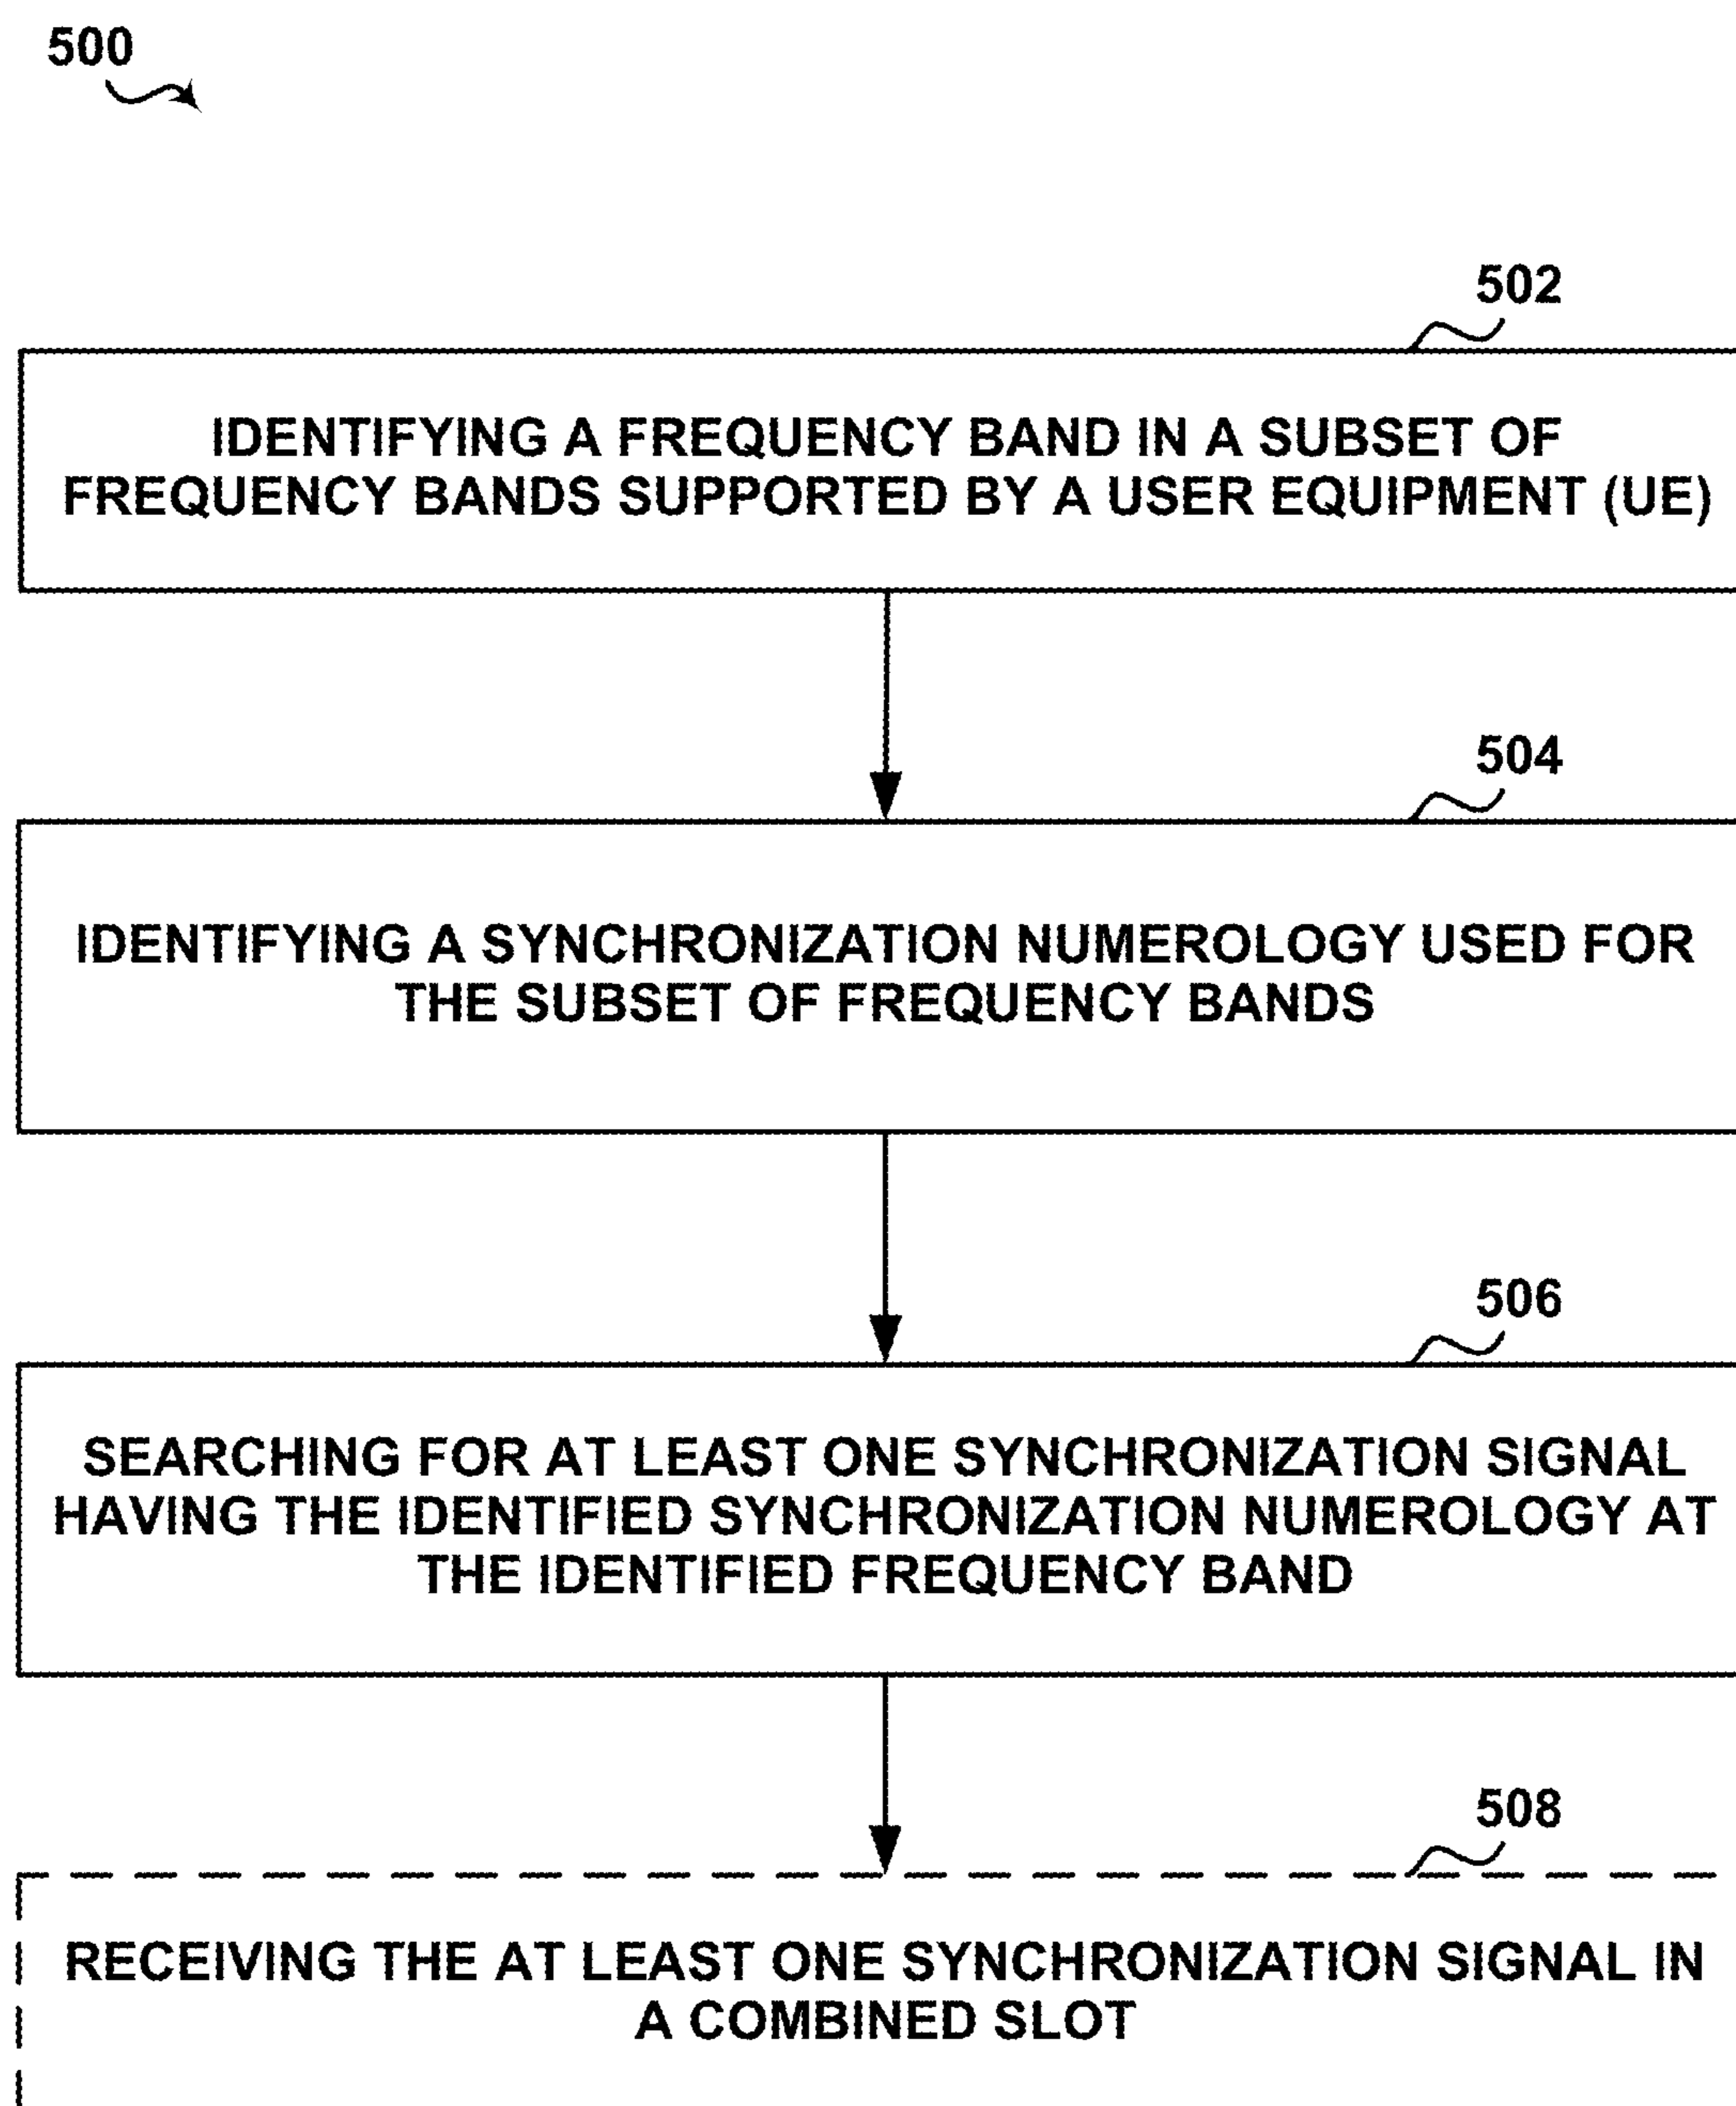 500
502
IDENTIFYING A FREQUENCY BAND IN A SUBSET OF
FREQUENCY BANDS SUPPORTED BY A USER EQUIPMENT (UE)
504
IDENTIFYING A SYNCHRONIZATION NUMEROLOGY USED FOR
THE SUBSET OF FREQUENCY BANDS
506
SEARCHING FOR AT LEAST ONE SYNCHRONIZATION SIGNAL
HAVING THE IDENTIFIED SYNCHRONIZATION NUMEROLOGY AT
THE IDENTIFIED FREQUENCY BAND
508
RECEIVING THE AT LEAST ONE SYNCHRONIZATION SIGNAL IN
A COMBINED SLOT